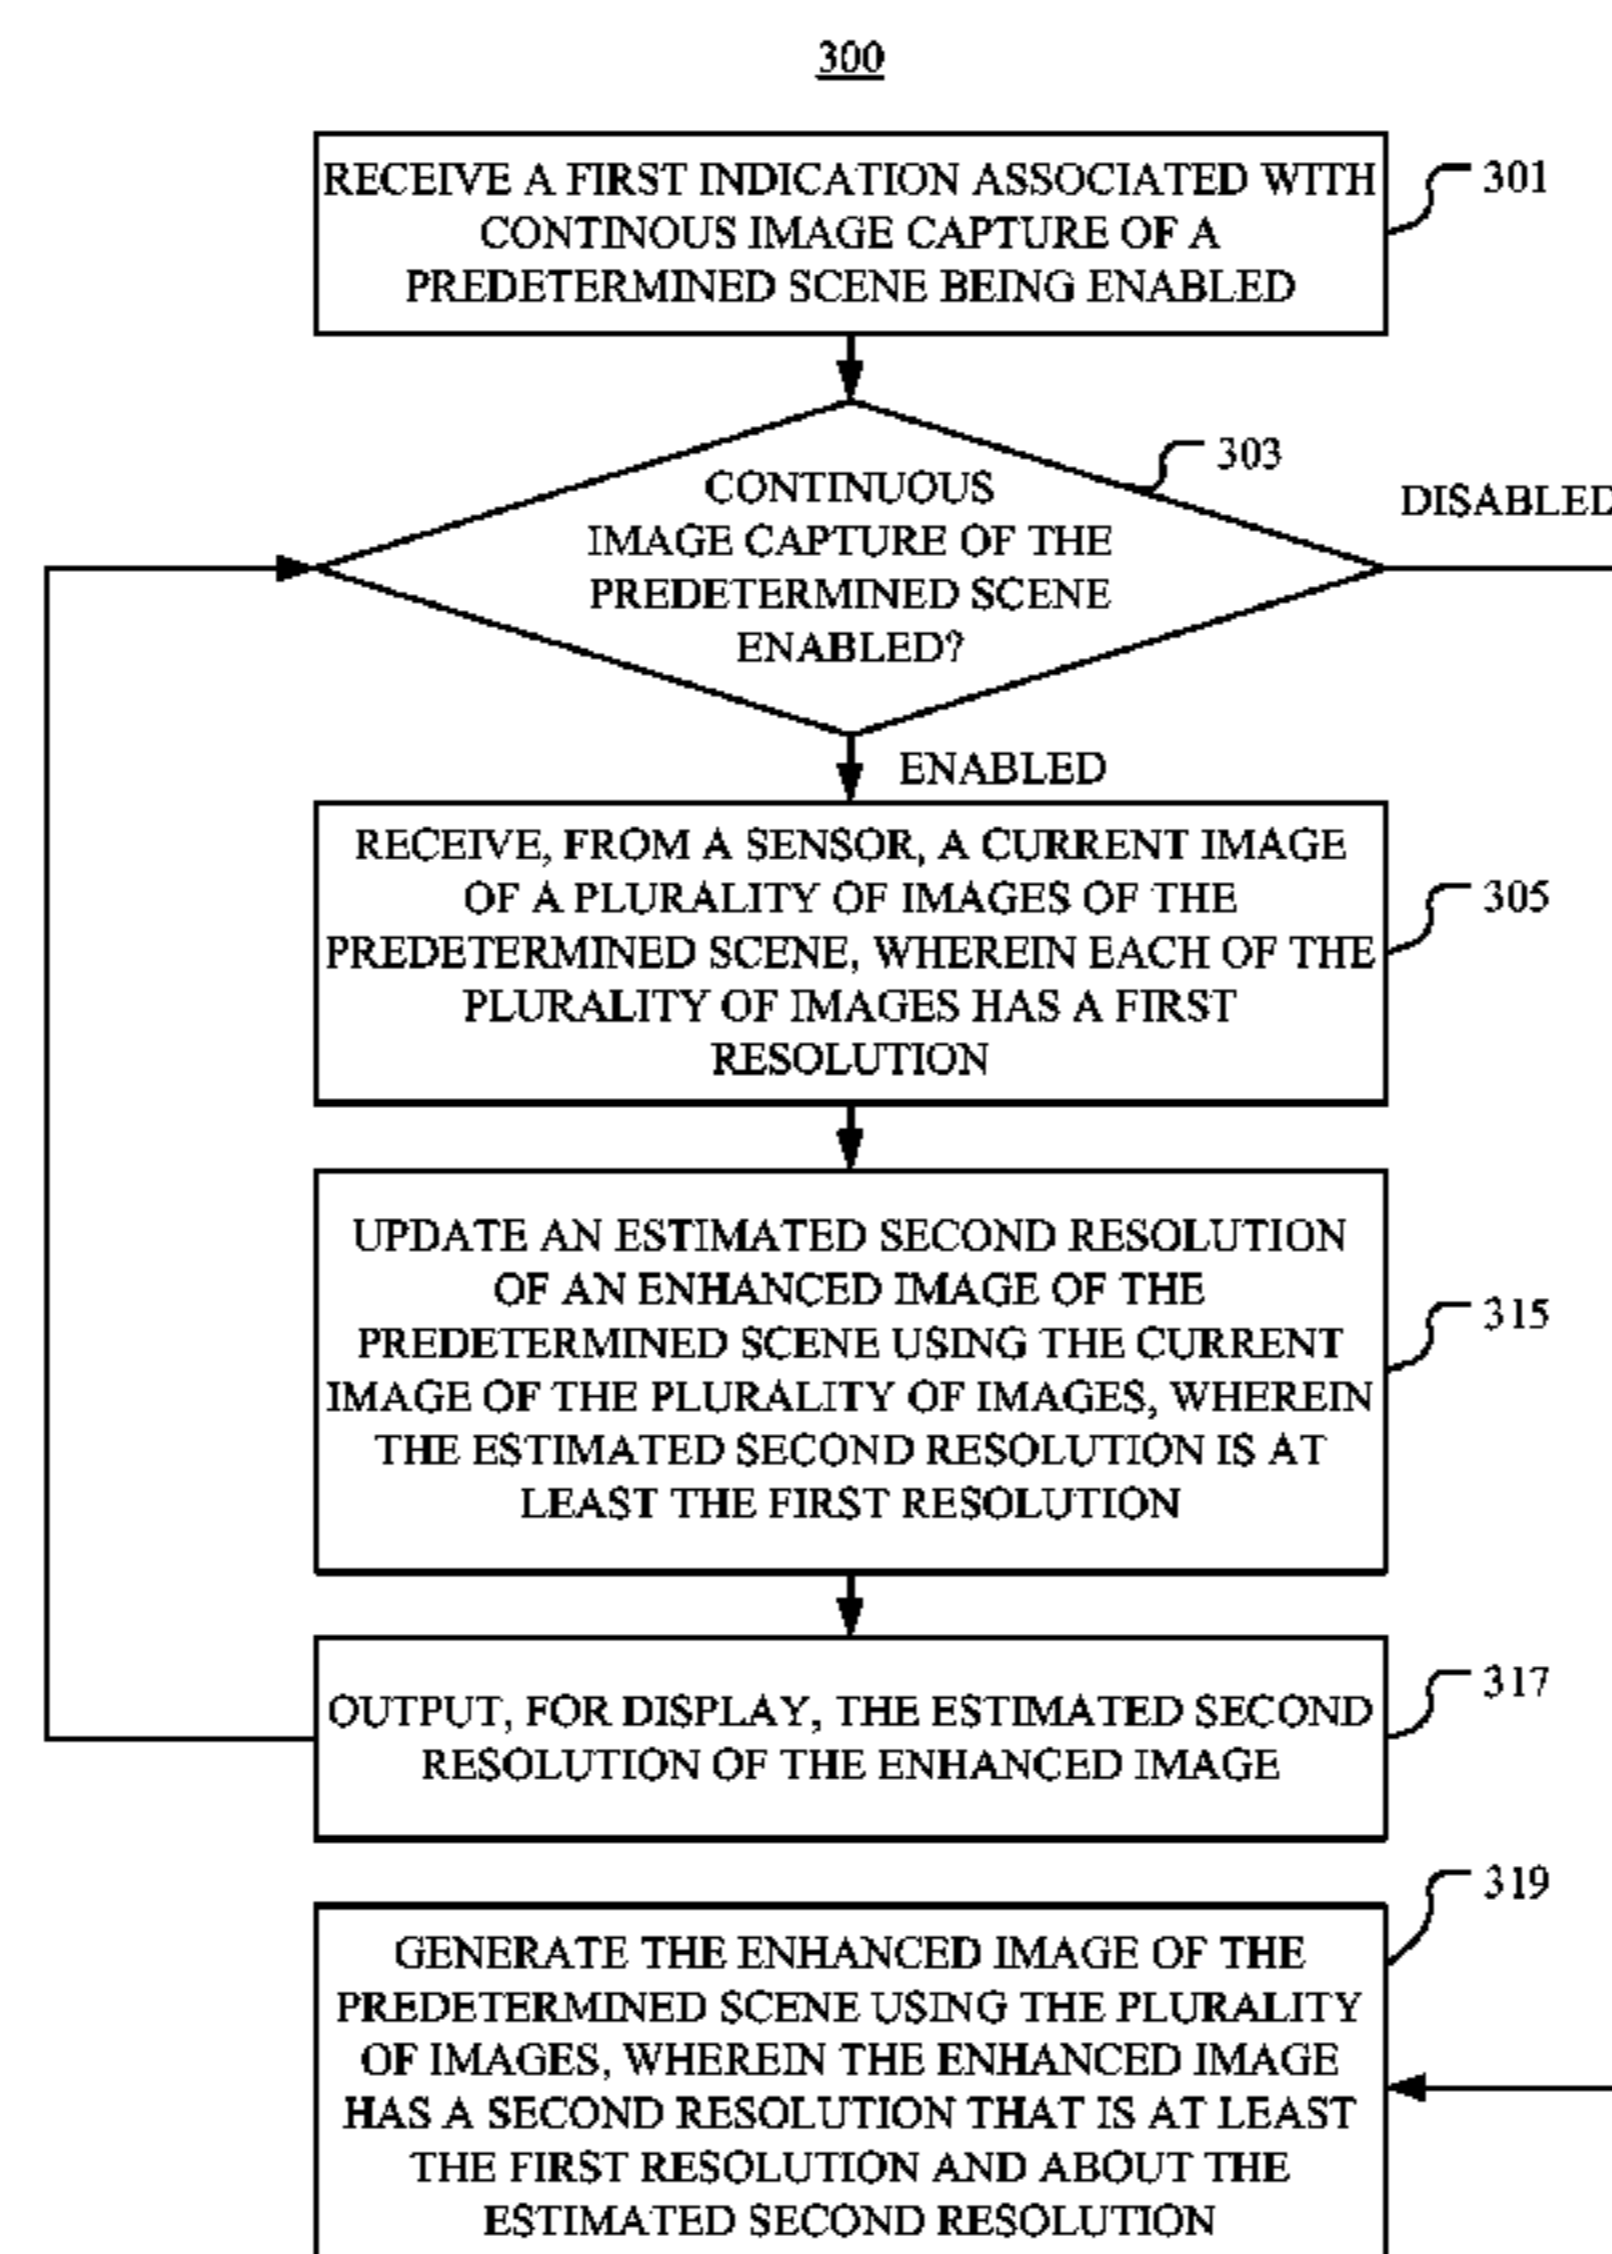 300
RECEIVE A FIRST INDICATION ASSOCIATED WITH
CONTINOUS IMAGE CAPTURE OF A
PREDETERMINED SCENE BEING ENABLED
301
303
CONTINUOUS
IMAGE CAPTURE OF THE
PREDETERMINED SCENE
ENABLED?
DISABLED
ENABLED
RECEIVE, FROM A SENSOR, A CURRENT IMAGE
OF A PLURALITY OF IMAGES OF THE
PREDETERMINED SCENE, WHEREIN EACH OF THE
PLURALITY OF IMAGES HAS A FIRST
RESOLUTION
305
UPDATE AN ESTIMATED SECOND RESOLUTION
OF AN ENHANCED IMAGE OF THE
PREDETERMINED SCENE USING THE CURRENT
IMAGE OF THE PLURALITY OF IMAGES, WHEREIN
THE ESTIMATED SECOND RESOLUTION IS AT
LEAST THE FIRST RESOLUTION
315
OUTPUT, FOR DISPLAY, THE ESTIMATED SECOND
RESOLUTION OF THE ENHANCED IMAGE
317
319
GENERATE THE ENHANCED IMAGE OF THE
PREDETERMINED SCENE USING THE PLURALITY
OF IMAGES, WHEREIN THE ENHANCED IMAGE
HAS A SECOND RESOLUTION THAT IS AT LEAST
THE FIRST RESOLUTION AND ABOUT THE
ESTIMATED SECOND RESOLUTION